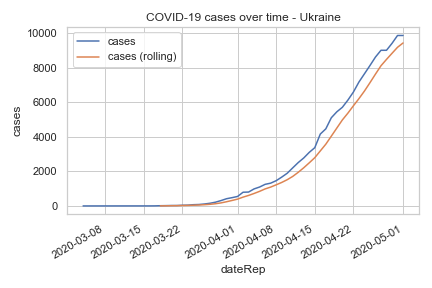 COVID-19 cases over time - Ukraine
cases
cases (rolling)
10000
8000
6000
4000
2000
0
cases
2020-03-08
2020-03-15
2020-03-22
2020-04-01
2020-04-08
2020-04-15
2020-04-22
2020-05-01
dateRep